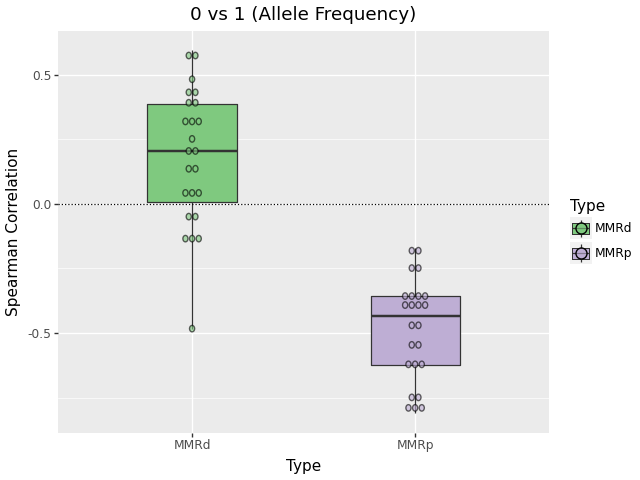 0 vs 1 (Allele Frequency)
Spearman Correlation
0.5
0.0
-0.5
MMRd
MMRp
Type
Type
MMRd
MMRp